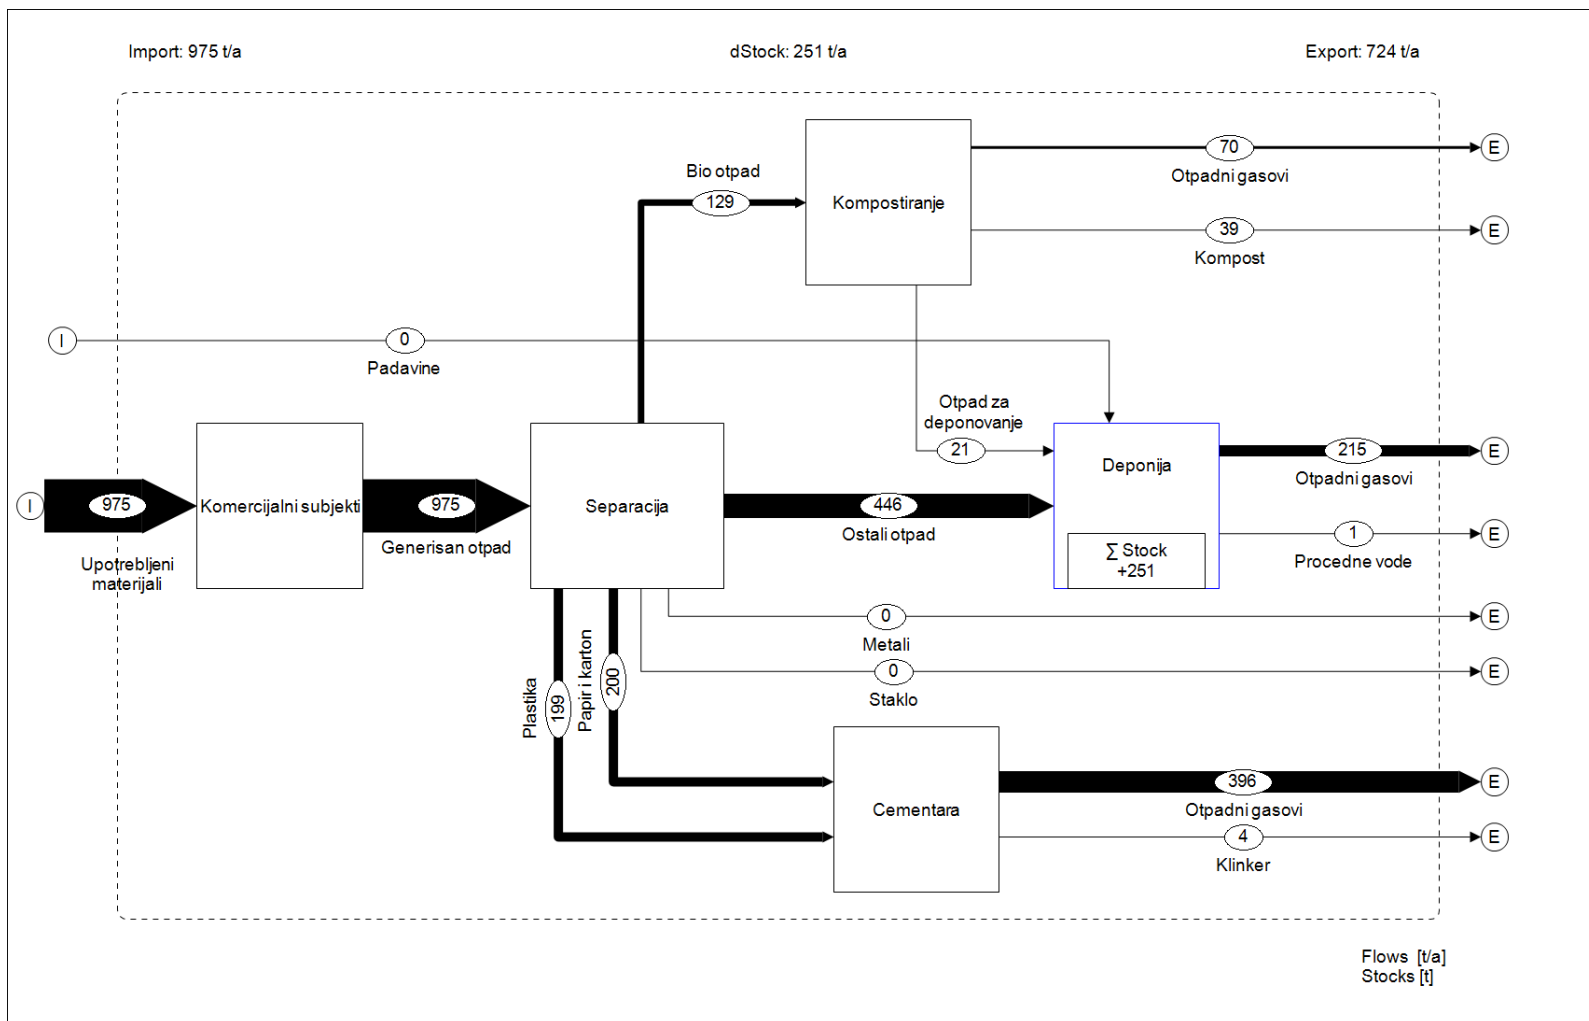 Import: 975 t/a
dStock: 251 t/a
Export: 724 t/a
70
Otpadni gasovi
E
Bio otpad
129
Kompostiranje
39
Kompost
E
I
0
Padavine
Otpad za
deponovanje
21
Deponija
215
Otpadni gasovi
E
I
975
Upotrebljeni
materijali
Komercijalni subjekti
975
Generisan otpad
Separacija
446
Ostali otpad
∑ Stock
+251
1
Procedne vode
E
0
Metali
E
0
Staklo
E
Plastika
199
Papir i karton
200
Cementara
396
Otpadni gasovi
E
4
Klinker
E
Flows [t/a]
Stocks [t]